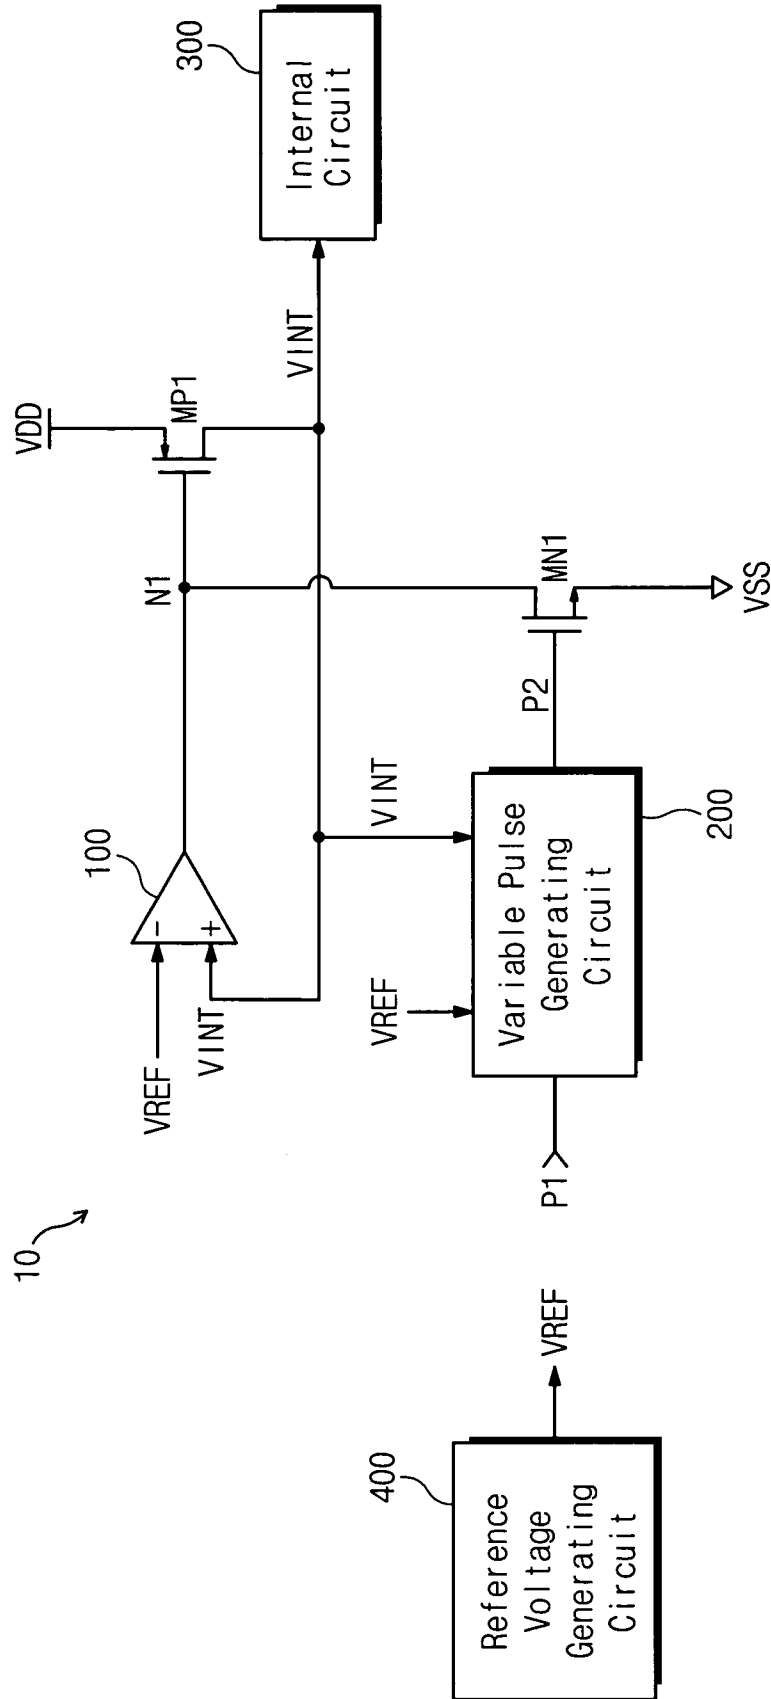 10
VDD
100
VREF
-
+
VINT
N1
MP1
300
Internal
Circuit
VINT
VREF
VINT
P1
Variable Pulse
Generating
Circuit
200
P2
MN1
VSS
400
Reference
Voltage
Generating
Circuit
VREF